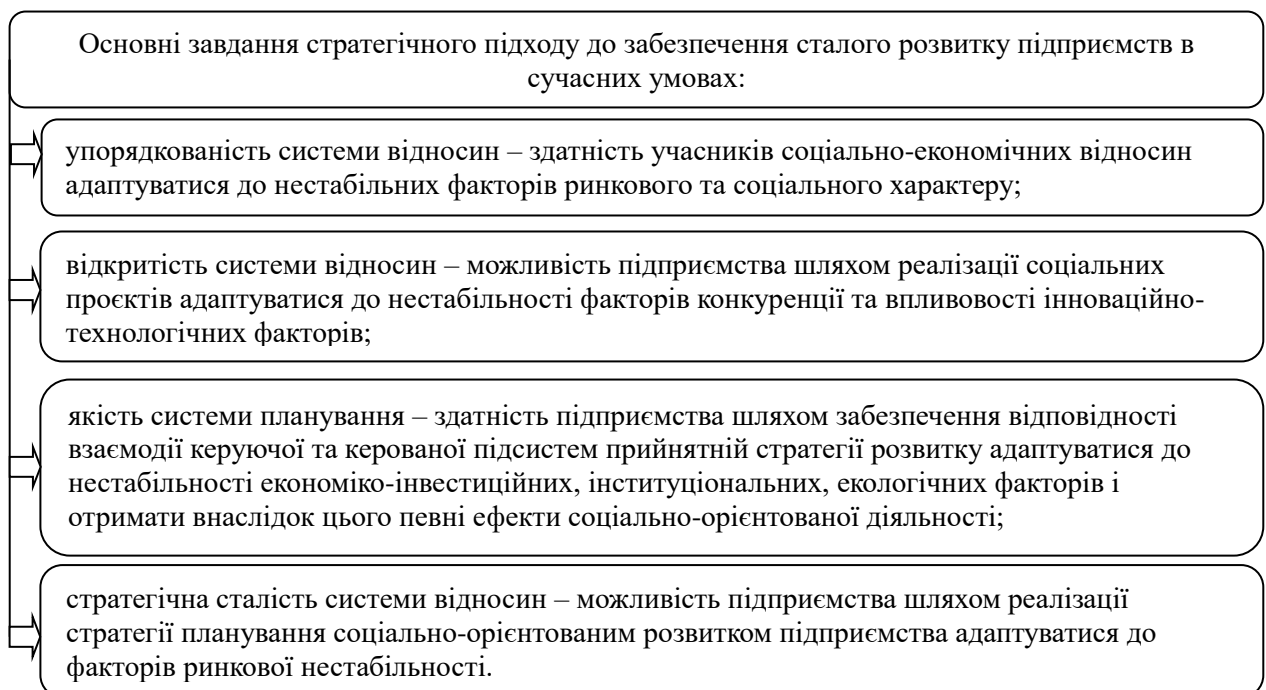 Основні завдання стратегічного підходу до забезпечення сталого розвитку підприємств в
сучасних умовах:
упорядкованість системи відносин – здатність учасників соціально-економічних відносин
адаптуватися до нестабільних факторів ринкового та соціального характеру;
відкритість системи відносин – можливість підприємства шляхом реалізації соціальних
проєктів адаптуватися до нестабільності факторів конкуренції та впливовості інноваційно-
технологічних факторів;
якість системи планування – здатність підприємства шляхом забезпечення відповідності
взаємодії керуючої та керованої підсистем прийнятній стратегії розвитку адаптуватися до
нестабільності економіко-інвестиційних, інституціональних, екологічних факторів і
отримати внаслідок цього певні ефекти соціально-орієнтованої діяльності;
стратегічна сталість системи відносин – можливість підприємства шляхом реалізації
стратегії планування соціально-орієнтованим розвитком підприємства адаптуватися до
факторів ринкової нестабільності.